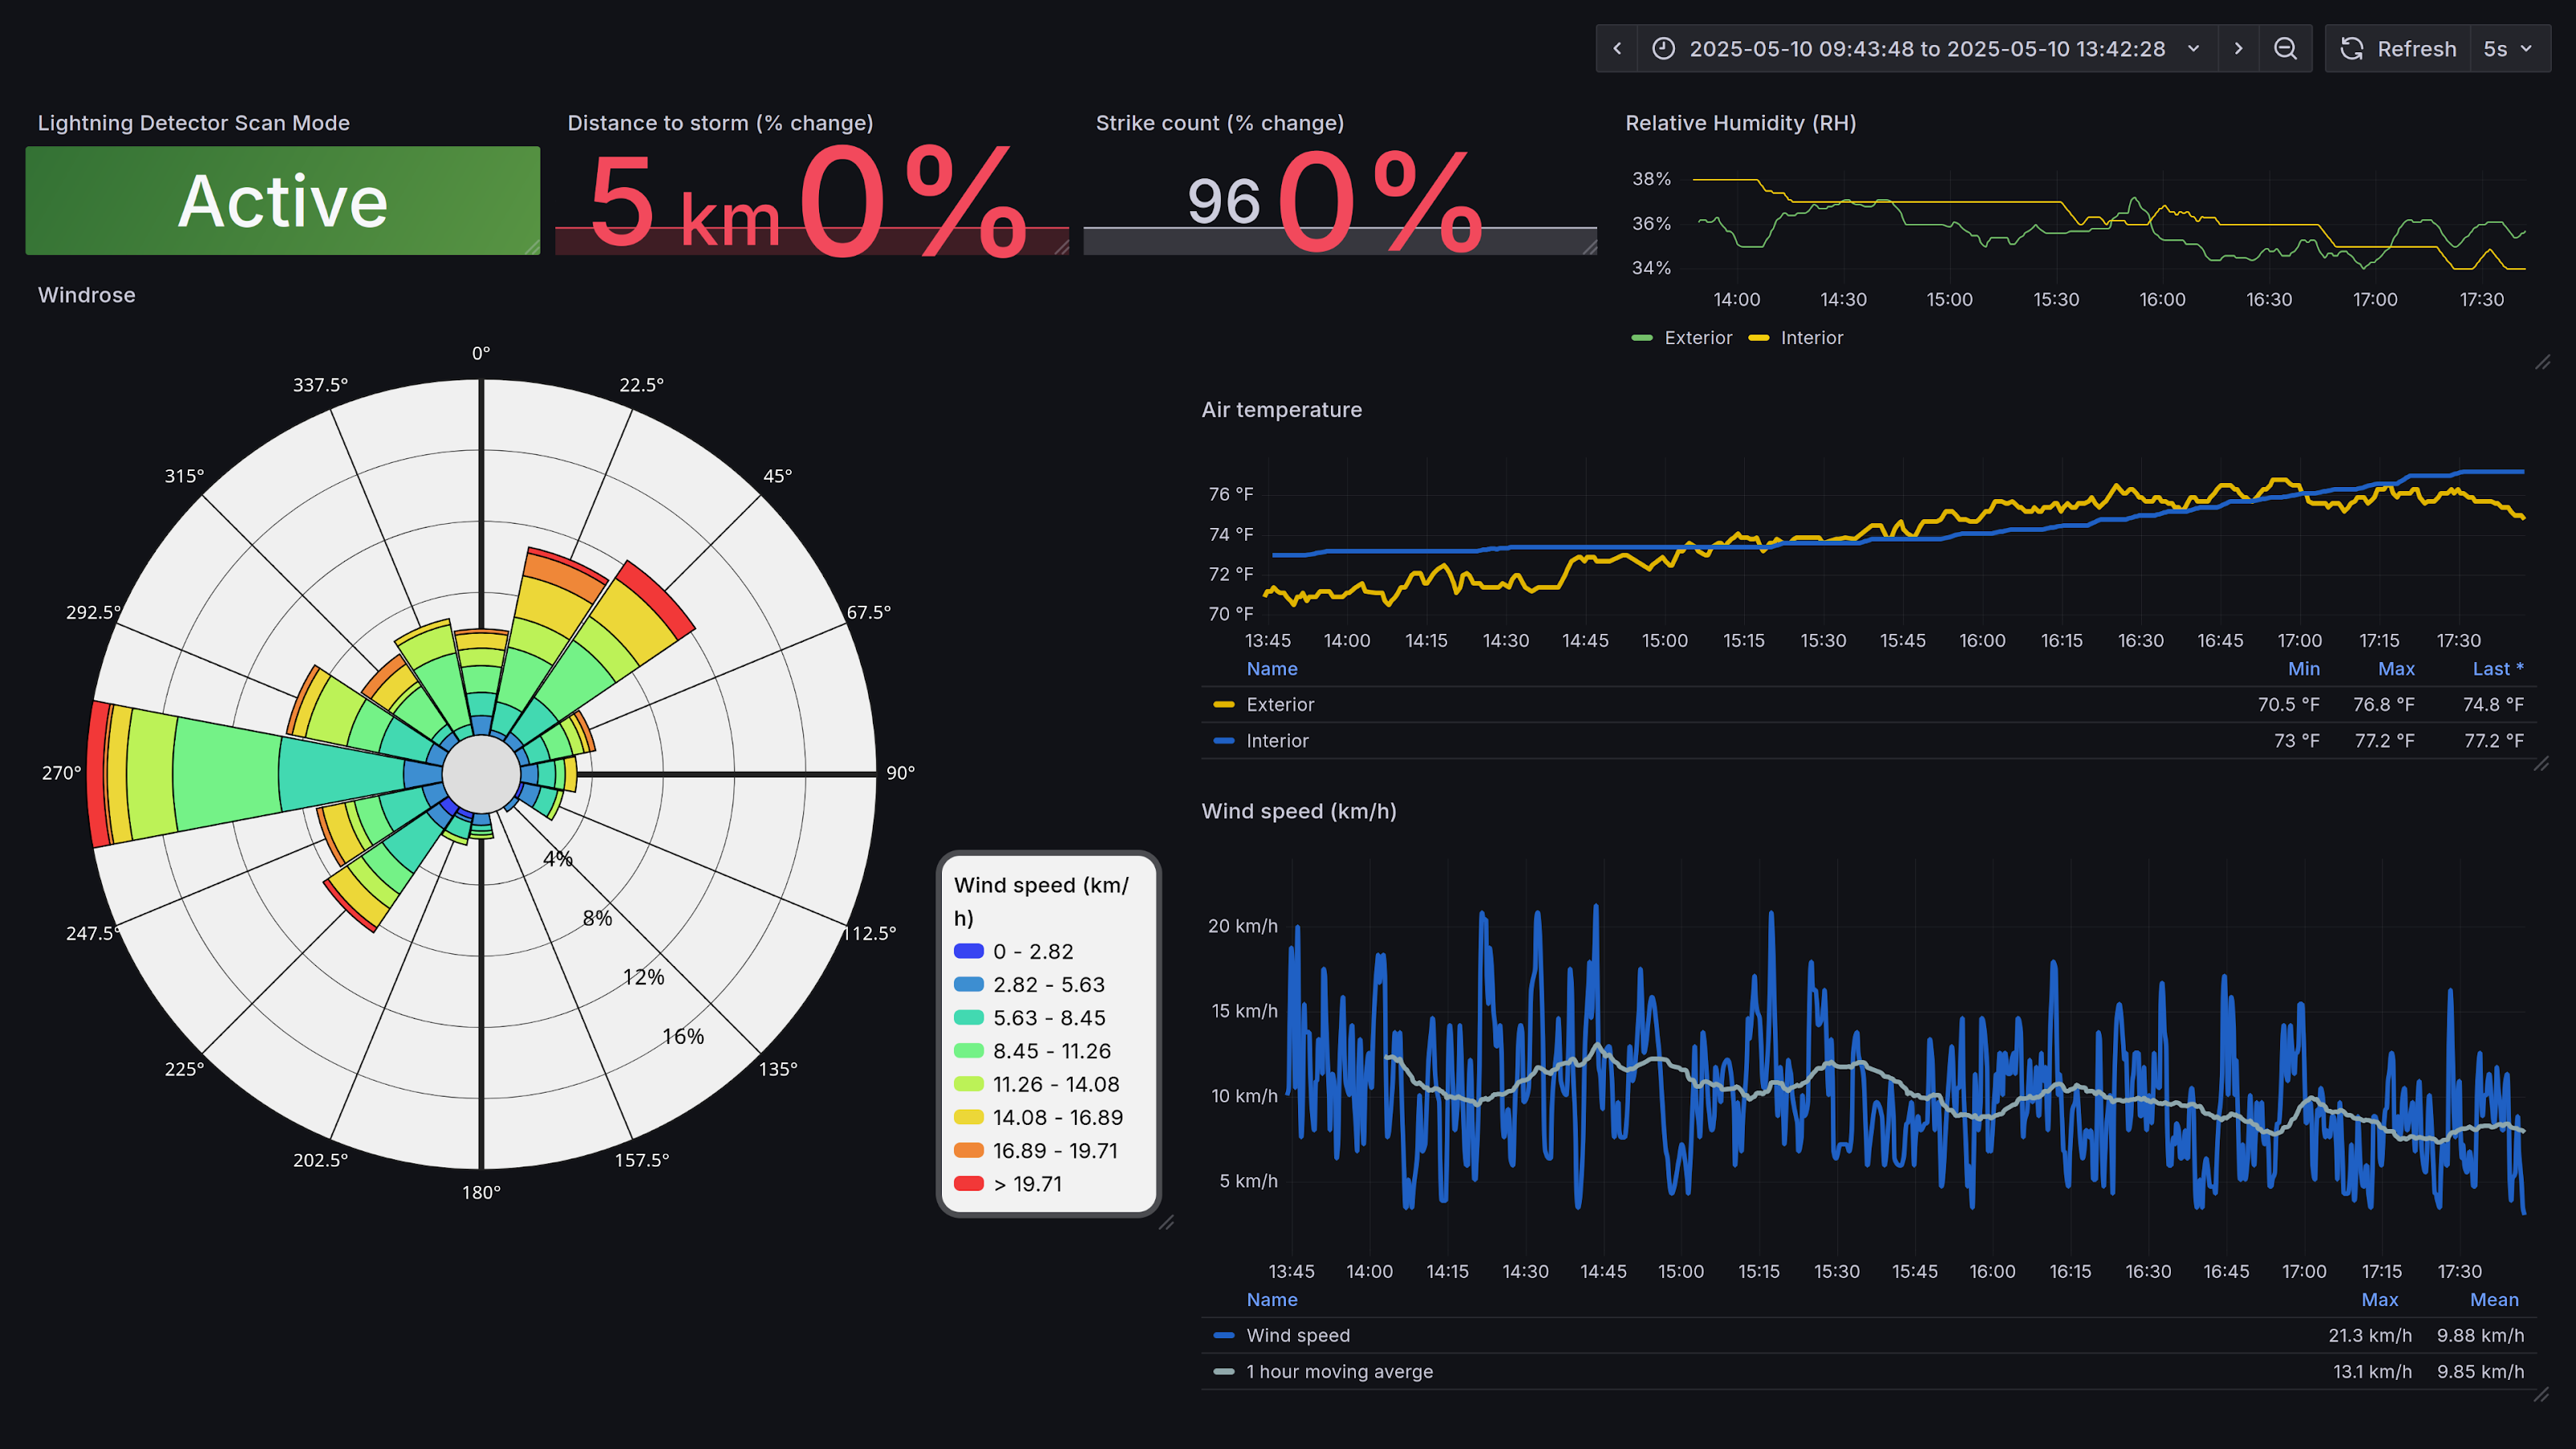 2025-05-10 09:43:48 to 2025-05-10 13:42:28
Refresh
5s
Lightning Detector Scan Mode
Active
Distance to storm (% change)
5 km 0%
Strike count (% change)
96 0%
Relative Humidity (RH)
38%
36%
34%
14:00 14:30 15:00 15:30 16:00 16:30 17:00 17:30
Exterior Interior
Windrose
0°
22.5°
45°
67.5°
90°
112.5°
135°
157.5°
180°
202.5°
225°
247.5°
270°
292.5°
315°
337.5°
4%
8%
12%
16%
Wind speed (km/
h)
0 - 2.82
2.82 - 5.63
5.63 - 8.45
8.45 - 11.26
11.26 - 14.08
14.08 - 16.89
16.89 - 19.71
> 19.71
Air temperature
76 °F
74 °F
72 °F
70 °F
13:45 14:00 14:15 14:30 14:45 15:00 15:15 15:30 15:45 16:00 16:15 16:30 16:45 17:00 17:15 17:30
Name Min Max Last *
Exterior 70.5 °F 76.8 °F 74.8 °F
Interior 73 °F 77.2 °F 77.2 °F
Wind speed (km/h)
20 km/h
15 km/h
10 km/h
5 km/h
13:45 14:00 14:15 14:30 14:45 15:00 15:15 15:30 15:45 16:00 16:15 16:30 16:45 17:00 17:15 17:30
Name Max Mean
Wind speed 21.3 km/h 9.88 km/h
1 hour moving averge 13.1 km/h 9.85 km/h